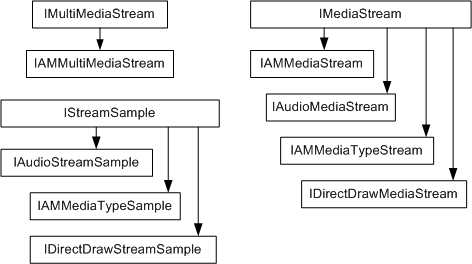 IMultiMediaStream
IAMMultiMediaStream
IStreamSample
IAudioStreamSample
IAMMediaTypeSample
IDirectDrawStreamSample
IMediaStream
IAMMediaStream
IAudioMediaStream
IAMMediaTypeStream
IDirectDrawMediaStream